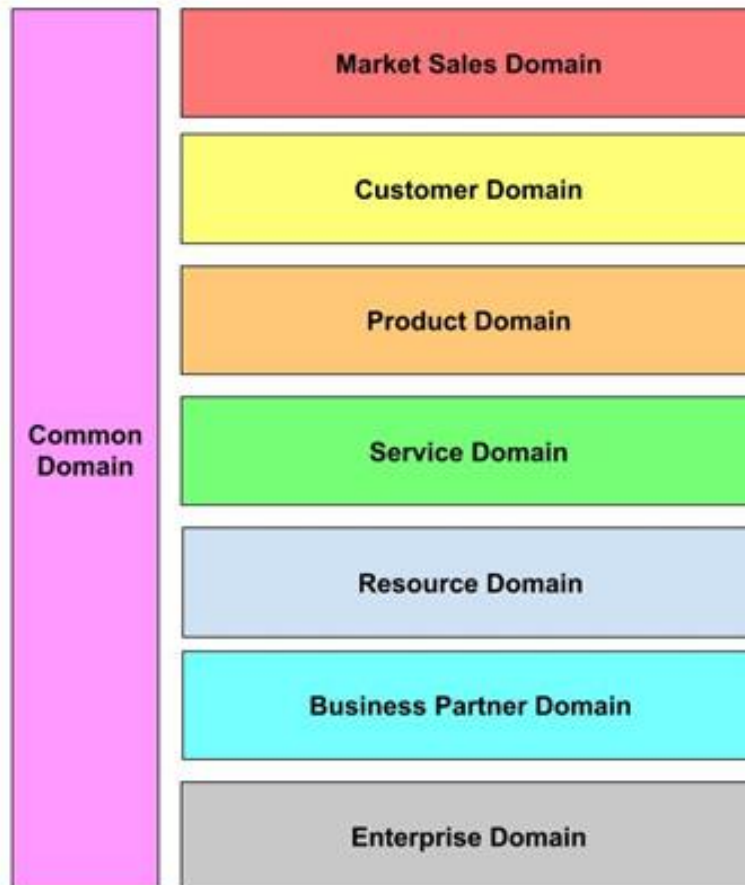 Market Sales Domain
Customer Domain
Product Domain
Common
Domain
Service Domain
Resource Domain
Business Partner Domain
Enterprise Domain